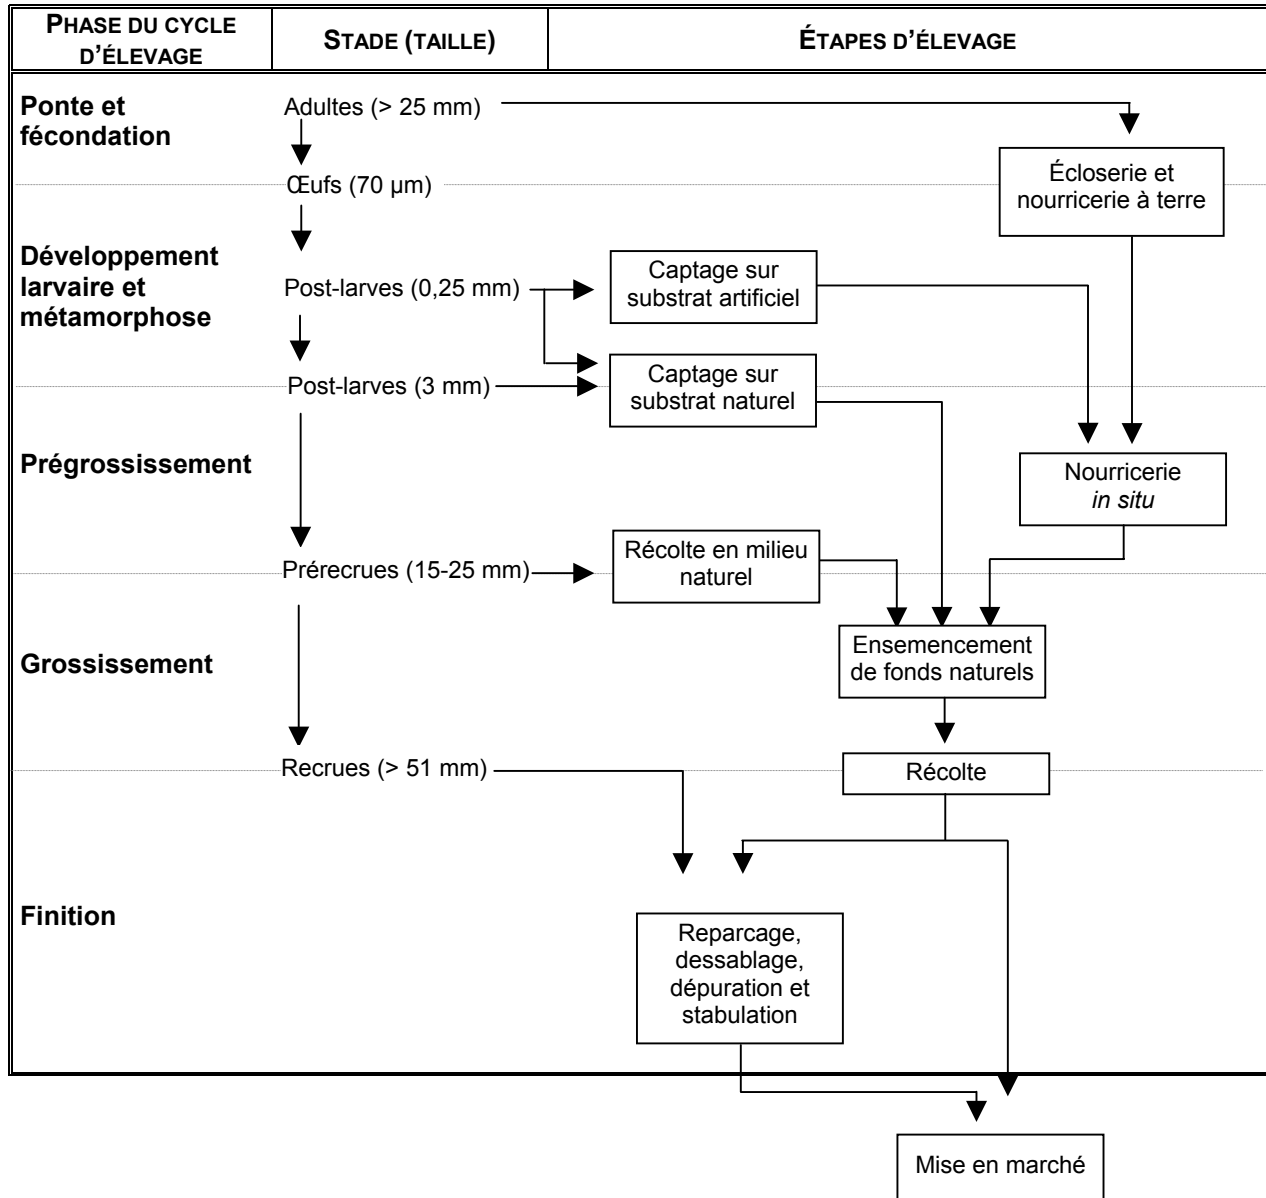 PHASE DU CYCLE
D'ÉLEVAGE
STADE (TAILLE)
ÉTAPES D'ÉLEVAGE
Ponte et
fécondation
Adultes (> 25 mm)
Œufs (70 µm)
Écloserie et
nourricerie à terre
Développement
larvaire et
métamorphose
Post-larves (0,25 mm)
Captage sur
substrat artificiel
Post-larves (3 mm)
Captage sur
substrat naturel
Prégrossissement
Nourricerie
in situ
Prérecrues (15-25 mm)
Récolte en milieu
naturel
Grossissement
Ensemencement
de fonds naturels
Recrues (> 51 mm)
Récolte
Finition
Reparcage,
dessablage,
dépuration et
stabulation
Mise en marché